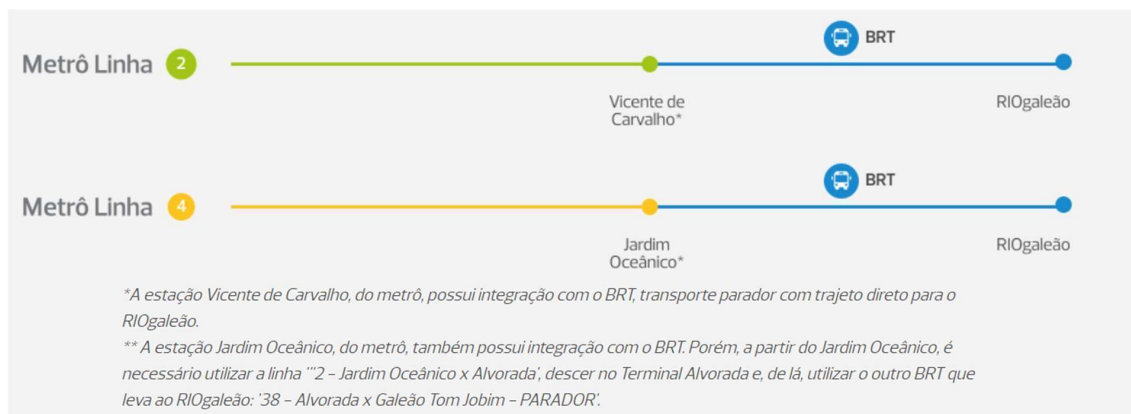 BRT
Metrô Linha 2
Vicente de
Carvalho*
RIOgaleão
BRT
Metrô Linha 4
Jardim
Oceânico*
RIOgaleão
*A estação Vicente de Carvalho, do metrô, possui integração com o BRT, transporte parador com trajeto direto para o
RIOgaleão.
** A estação Jardim Oceânico, do metrô, também possui integração com o BRT. Porém, a partir do Jardim Oceânico, é
necessário utilizar a linha '"2 – Jardim Oceânico x Alvorada', descer no Terminal Alvorada e, de lá, utilizar o outro BRT que
leva ao RIOgaleão: '38 – Alvorada x Galeão Tom Jobim – PARADOR'.